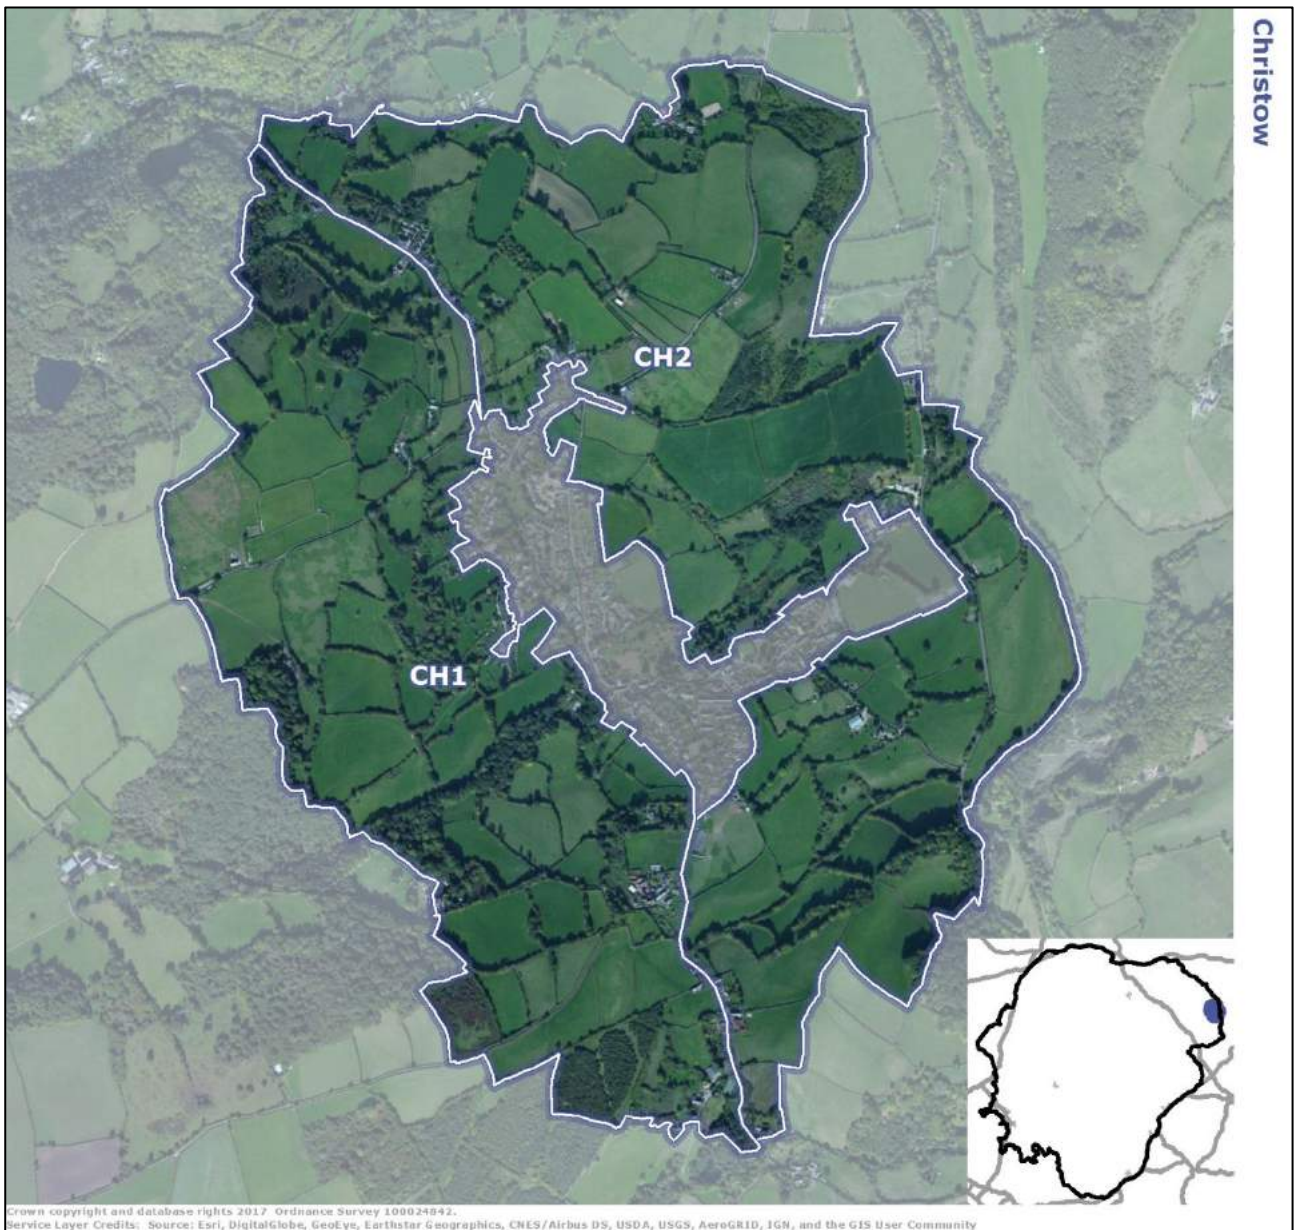 Christow
CH2
CH1
Crown copyright and database rights 2017 Ordnance Survey 100024842.
Service Layer Credits: Source: Esri, DigitalGlobe, GeoEye, Earthstar Geographics, CNES/Airbus DS, USDA, USGS, AeroGRID, IGN, and the GIS User Community